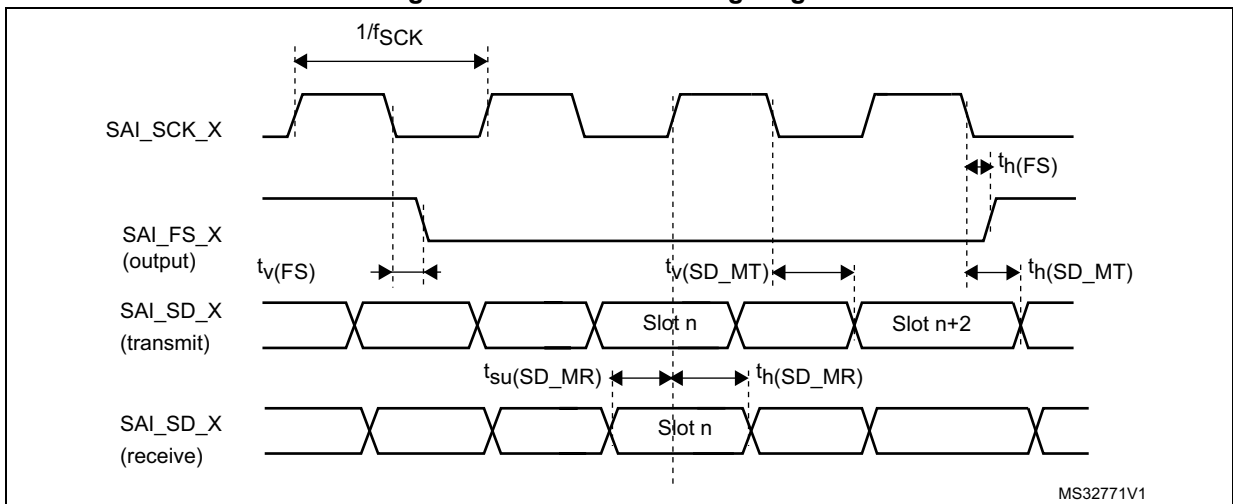 1/fSCK
SAI_SCK_X
th(FS)
SAI_FS_X
(output)
tv(FS)
tv(SD_MT)
th(SD_MT)
SAI_SD_X
(transmit)
Slot n
Slot n+2
tsu(SD_MR)
th(SD_MR)
SAI_SD_X
(receive)
Slot n
MS32771V1